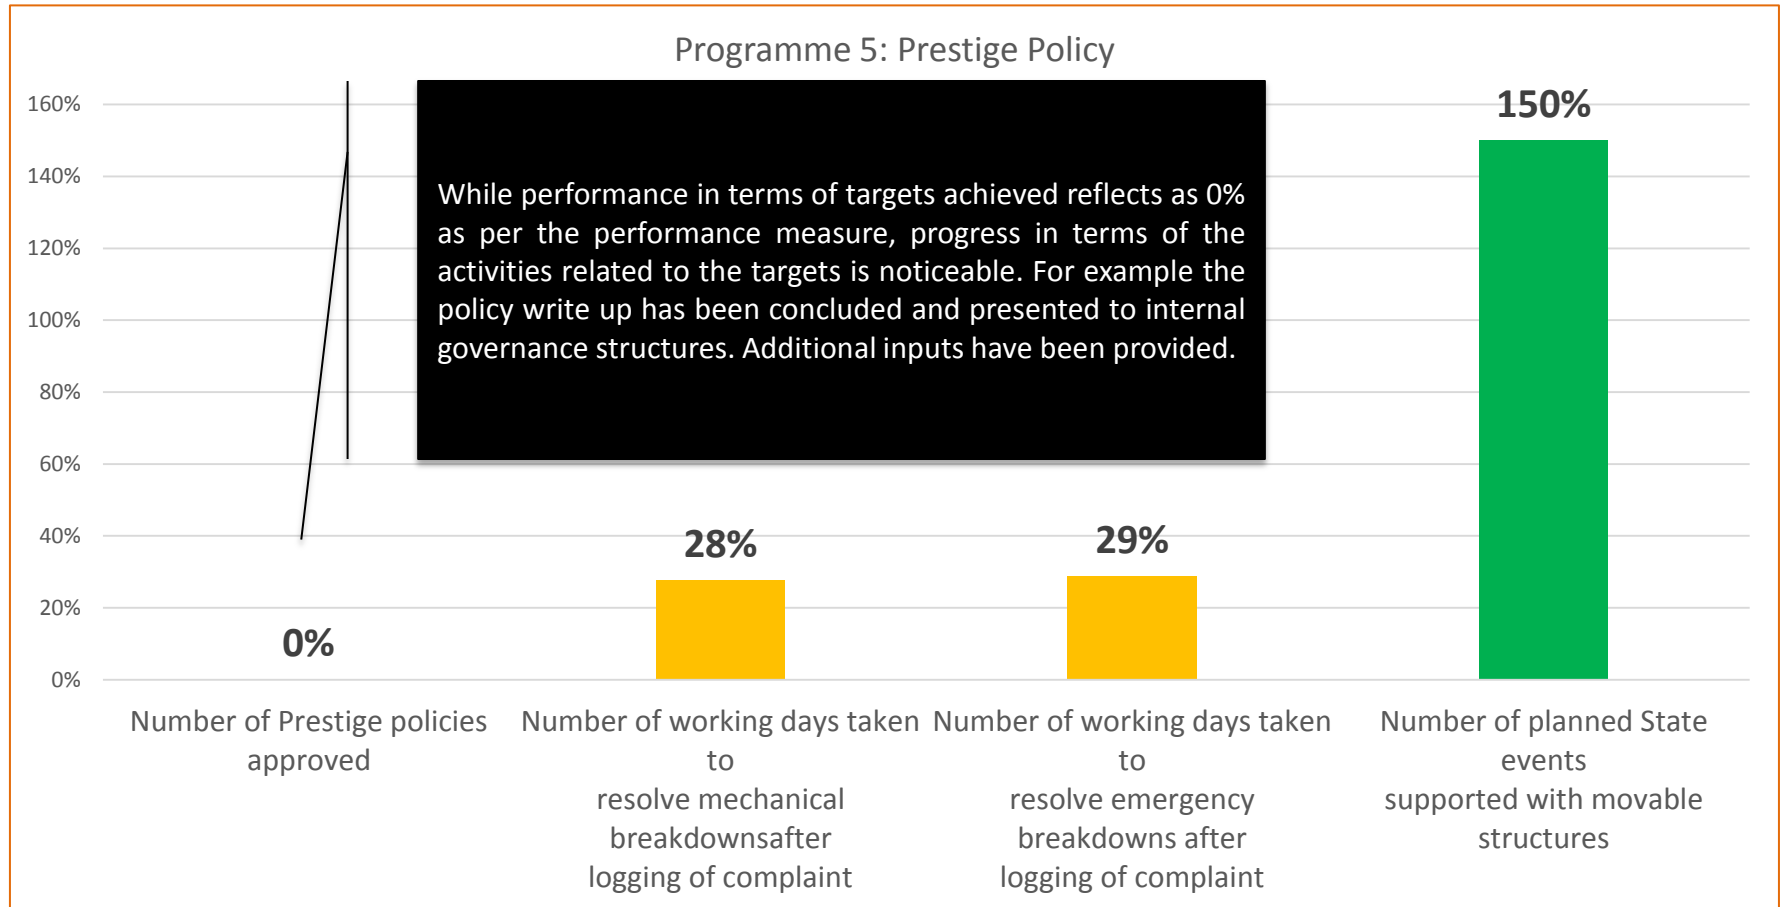 Programme 5: Prestige Policy
160%
140%
120%
100%
80%
60%
40%
20%
0%
While performance in terms of targets achieved reflects as 0%
as per the performance measure, progress in terms of the
activities related to the targets is noticeable. For example the
policy write up has been concluded and presented to internal
governance structures. Additional inputs have been provided.
0%
28%
29%
150%
Number of Prestige policies
approved
Number of working days taken
to
resolve mechanical
breakdownsafter
logging of complaint
Number of working days taken
to
resolve emergency
breakdowns after
logging of complaint
Number of planned State
events
supported with movable
structures